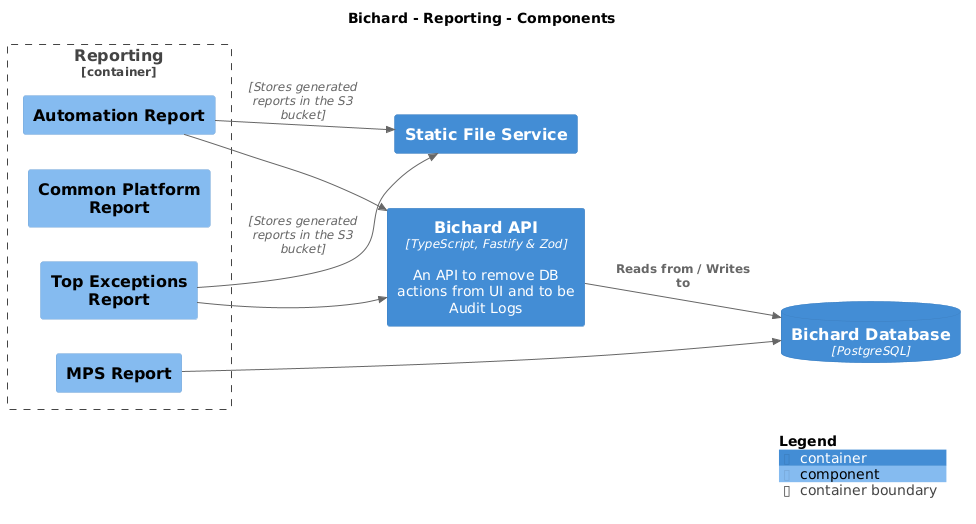 Bichard - Reporting - Components
Reporting
[container]
Automation Report
Common Platform
Report
Top Exceptions
Report
MPS Report
[Stores generated
reports in the S3
bucket]
[Stores generated
reports in the S3
bucket]
Static File Service
Bichard API
[TypeScript, Fastify & Zod]
An API to remove DB
actions from UI and to be
Audit Logs
Reads from / Writes
to
Bichard Database
[PostgreSQL]
Legend
container
component
container boundary